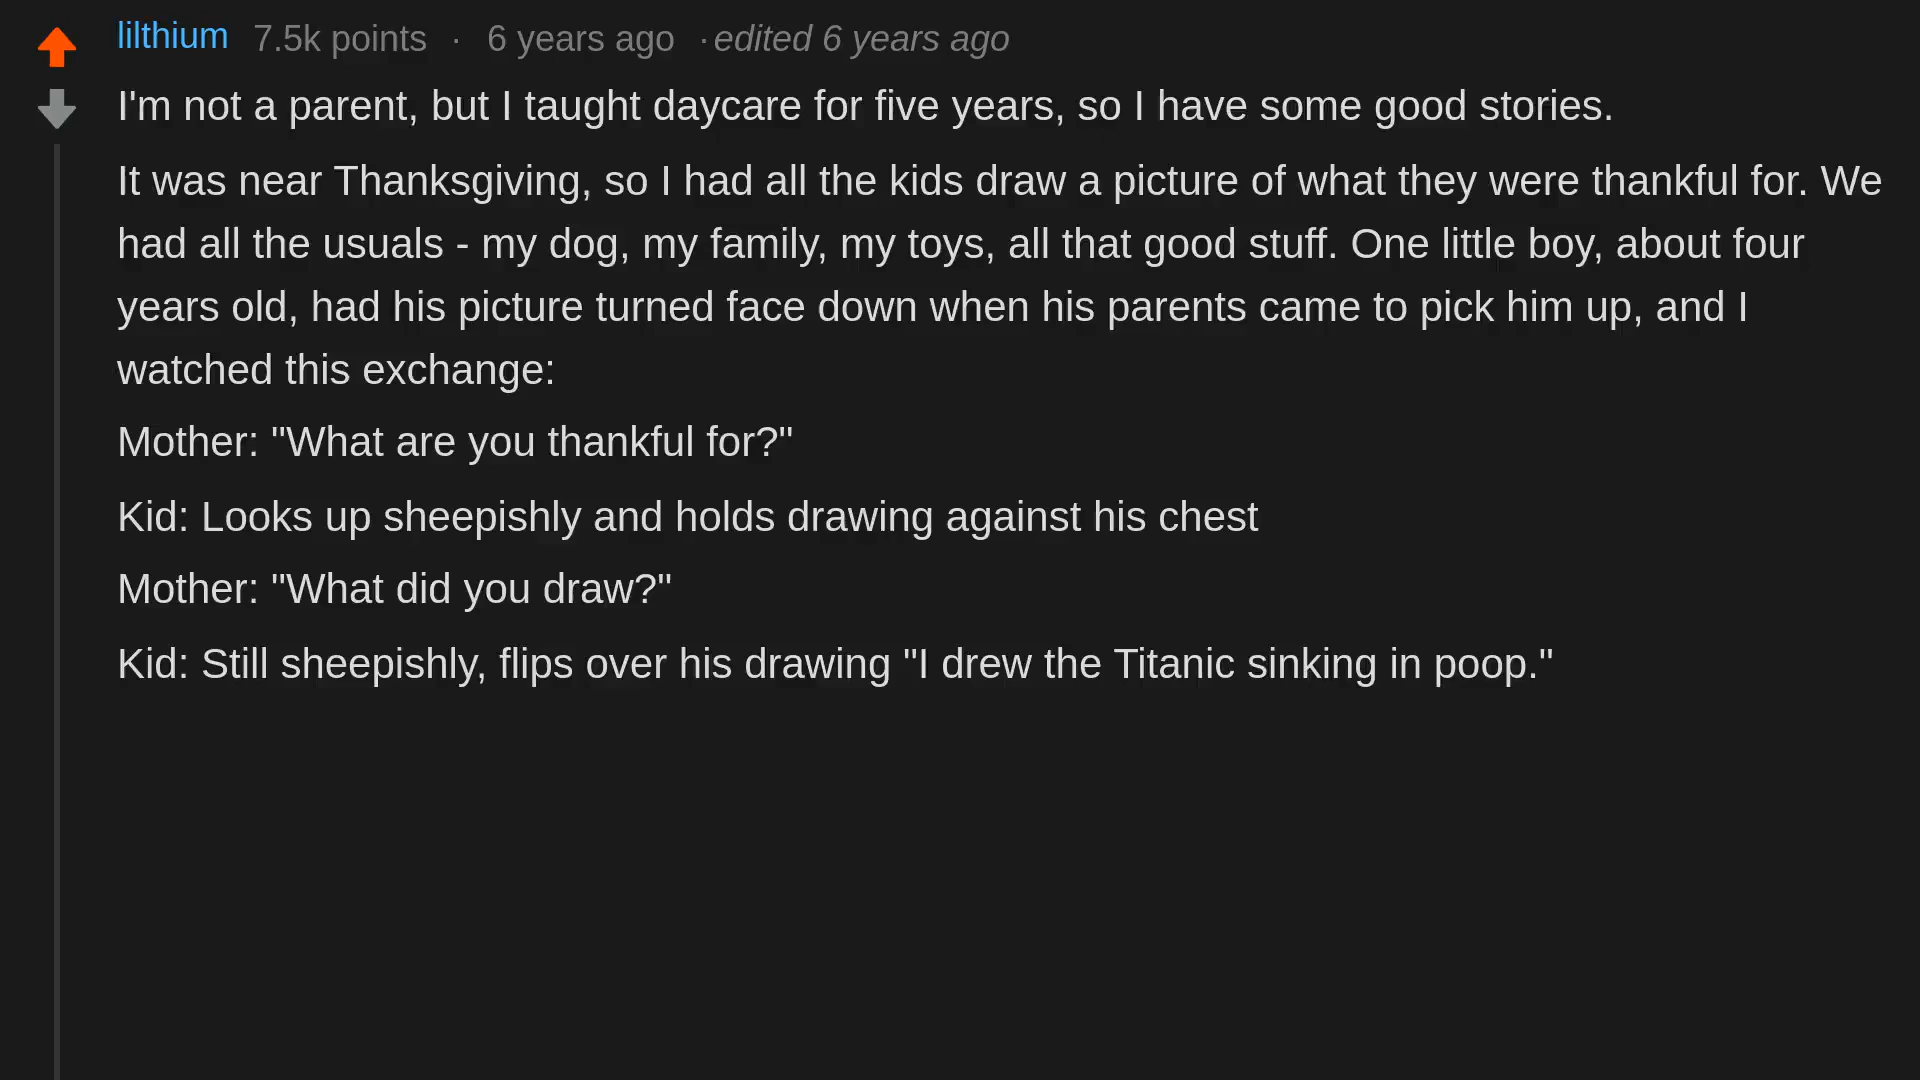 lilthium 7.5k points · 6 years ago · edited 6 years ago
I'm not a parent, but I taught daycare for five years, so I have some good stories.
It was near Thanksgiving, so I had all the kids draw a picture of what they were thankful for. We
had all the usuals - my dog, my family, my toys, all that good stuff. One little boy, about four
years old, had his picture turned face down when his parents came to pick him up, and I
watched this exchange:
Mother: "What are you thankful for?"
Kid: Looks up sheepishly and holds drawing against his chest
Mother: "What did you draw?"
Kid: Still sheepishly, flips over his drawing "I drew the Titanic sinking in poop."